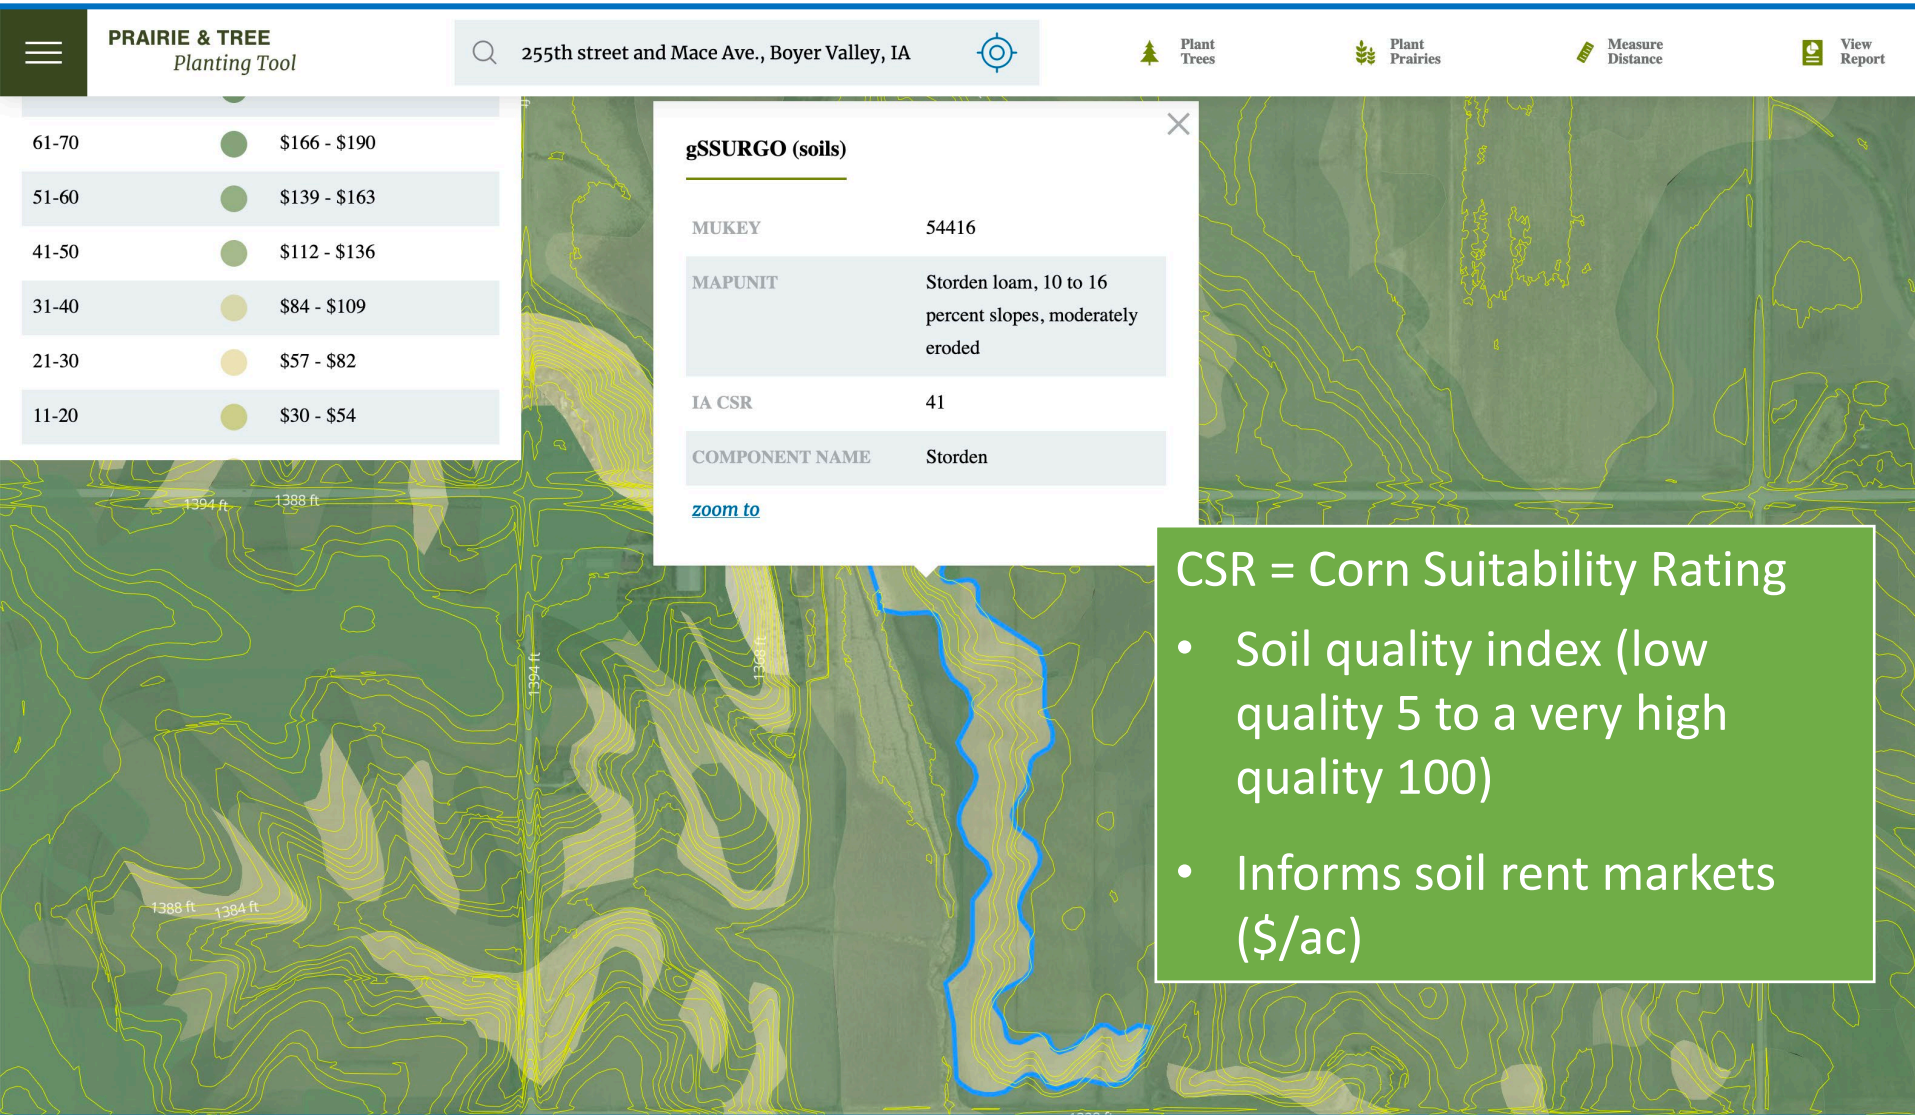 PRAIRIE & TREE
Planting Tool
255th street and Mace Ave., Boyer Valley, IA
Plant
Trees
Plant
Prairies
Measure
Distance
View
Report
61-70 $166 - $190
51-60 $139 - $163
41-50 $112 - $136
31-40 $84 - $109
21-30 $57 - $82
11-20 $30 - $54
gSSURGO (soils)
MUKEY 54416
MAPUNIT Storden loam, 10 to 16
percent slopes, moderately
eroded
IA CSR 41
COMPONENT NAME Storden
zoom to
1394 ft
1388 ft
1394 ft
1368 ft
1388 ft
1384 ft
CSR = Corn Suitability Rating
• Soil quality index (low
quality 5 to a very high
quality 100)
• Informs soil rent markets
($/ac)